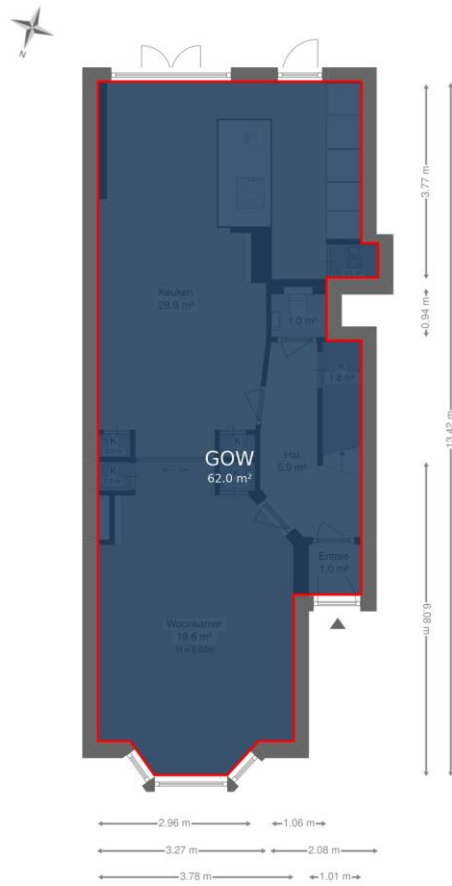 N
3.77 m
0.94 m
13.42 m
6.08 m
Keuken
28.9 m²
1.0 m²
K
1.8 m²
Hal
5.0 m²
K
K
K
GOW
62.0 m²
Entree
1.0 m²
Woonkamer
19.6 m²
2.96 m
1.06 m
3.27 m
2.08 m
3.78 m
1.01 m